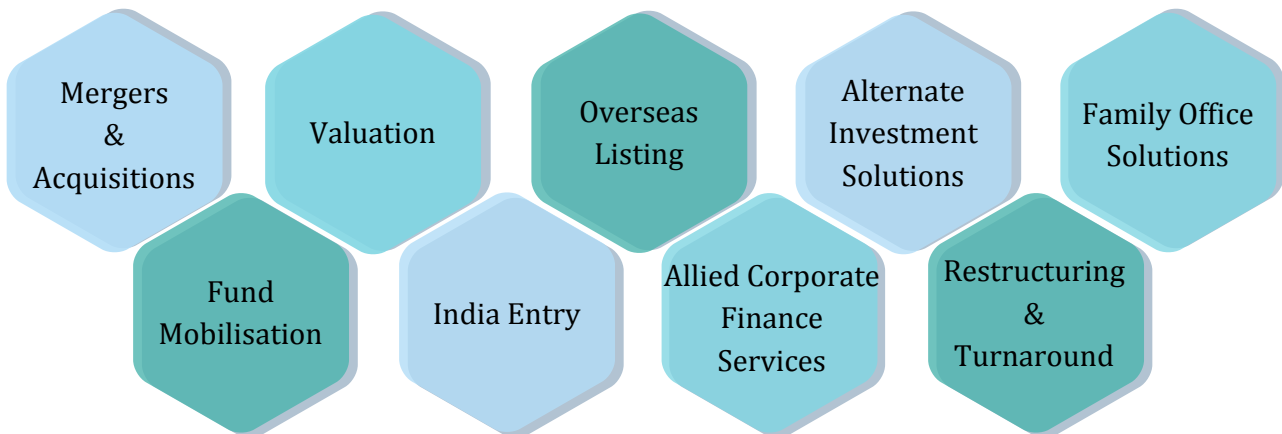 Mergers
&
Acquisitions
Valuation
Overseas
Listing
Alternate
Investment
Solutions
Family Office
Solutions
Fund
Mobilisation
India Entry
Allied Corporate
Finance
Services
Restructuring
&
Turnaround